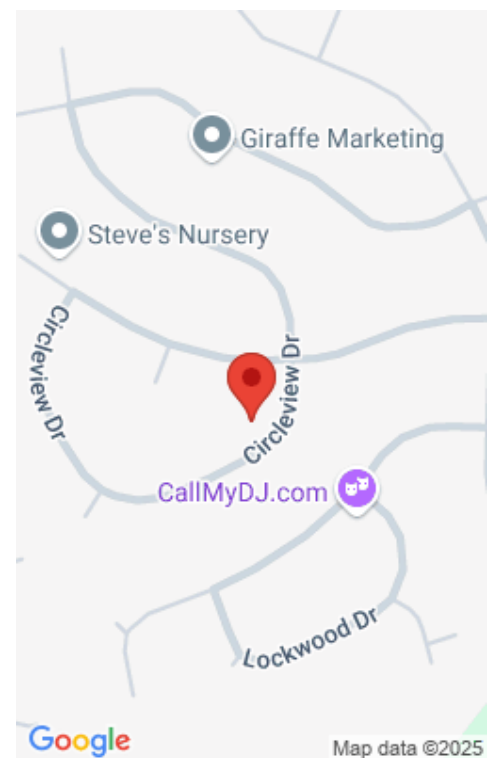 Giraffe Marketing
Steve's Nursery
Circleview Dr
Circleview Dr
CallMyDJ.com
Lockwood Dr
Google
Map data ©2025